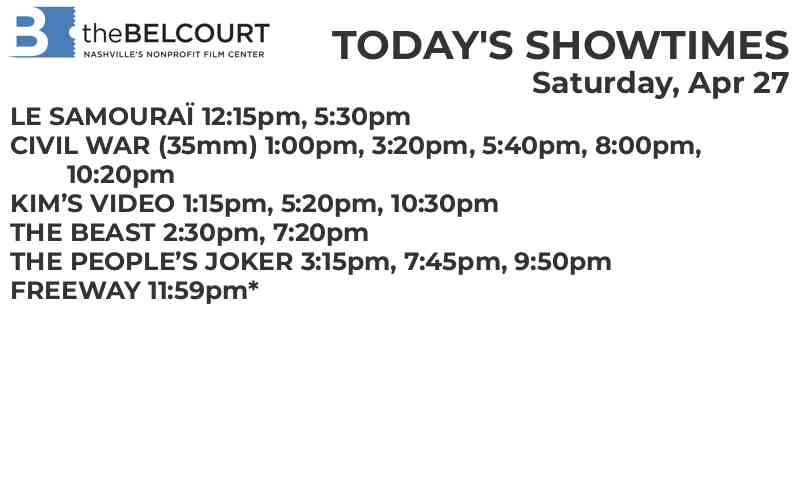 B theBELCOURT
NASHVILLE'S NONPROFIT FILM CENTER
TODAY'S SHOWTIMES
Saturday, Apr 27
LE SAMOURAÏ 12:15pm, 5:30pm
CIVIL WAR (35mm) 1:00pm, 3:20pm, 5:40pm, 8:00pm,
10:20pm
KIM’S VIDEO 1:15pm, 5:20pm, 10:30pm
THE BEAST 2:30pm, 7:20pm
THE PEOPLE’S JOKER 3:15pm, 7:45pm, 9:50pm
FREEWAY 11:59pm*